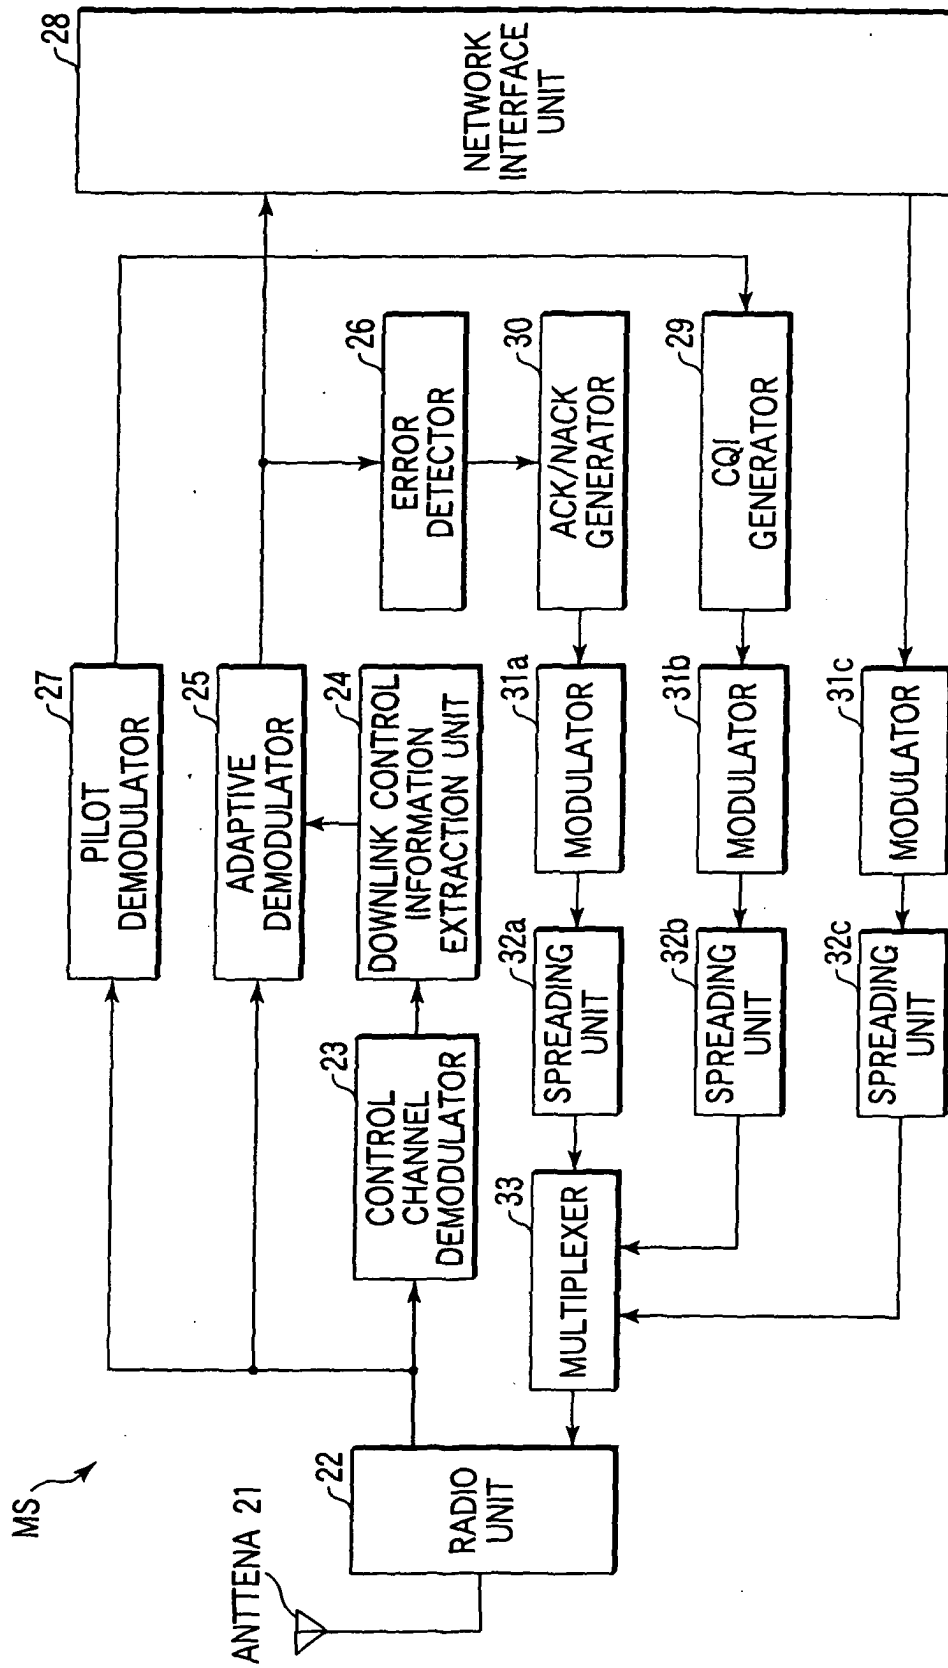 MS
ANTTENA 21
22
RADIO
UNIT
27
PILOT
DEMODULATOR
25
ADAPTIVE
DEMODULATOR
23
CONTROL
CHANNEL
DEMODULATOR
24
DOWNLINK CONTROL
INFORMATION
EXTRACTION UNIT
26
ERROR
DETECTOR
28
NETWORK
INTERFACE
UNIT
33
MULTIPLEXER
32a
SPREADING
UNIT
31a
MODULATOR
30
ACK/NACK
GENERATOR
32b
SPREADING
UNIT
31b
MODULATOR
29
CQI
GENERATOR
32c
SPREADING
UNIT
31c
MODULATOR